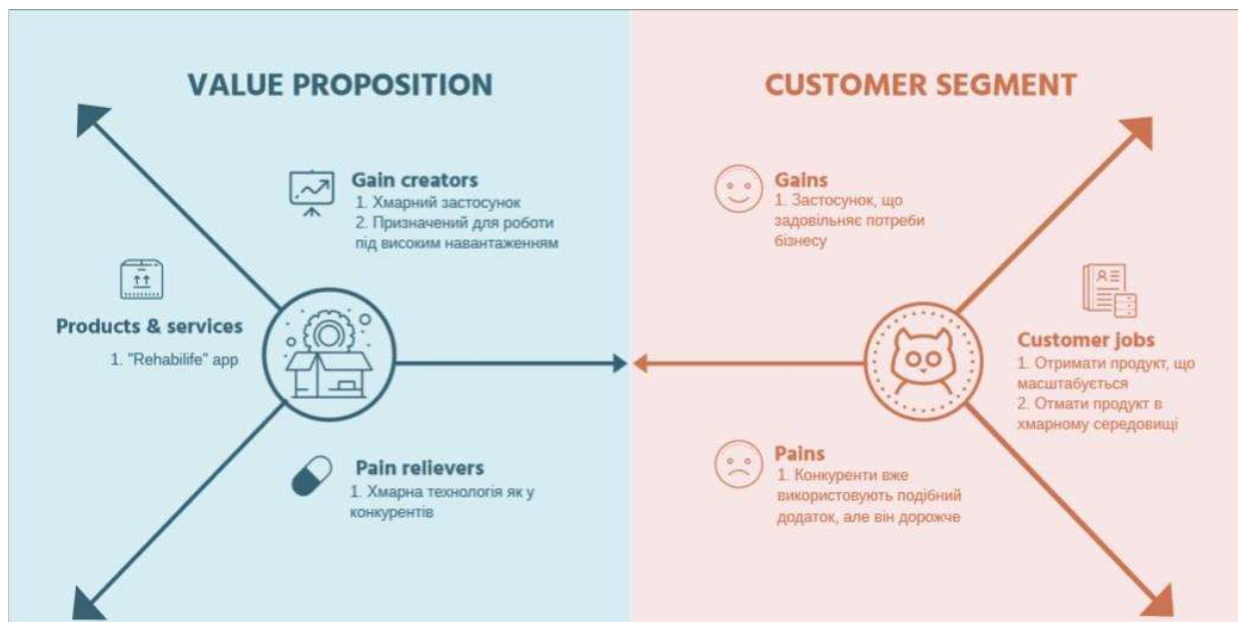 VALUE PROPOSITION
Gain creators
1. Хмарний застосунок
2. Призначений для роботи
під високим навантаженням
Products & services
1. "Rehabilife" app
Pain relievers
1. Хмарна технологія як у
конкурентів
CUSTOMER SEGMENT
Gains
1. Застосунок, що
задовільняє потреби
бізнесу
Customer jobs
1. Отримати продукт, що
масштабується
2. Отмати продукт в
хмарному середовищі
Pains
1. Конкуренти вже
використовують подібний
додаток, але він дорожче